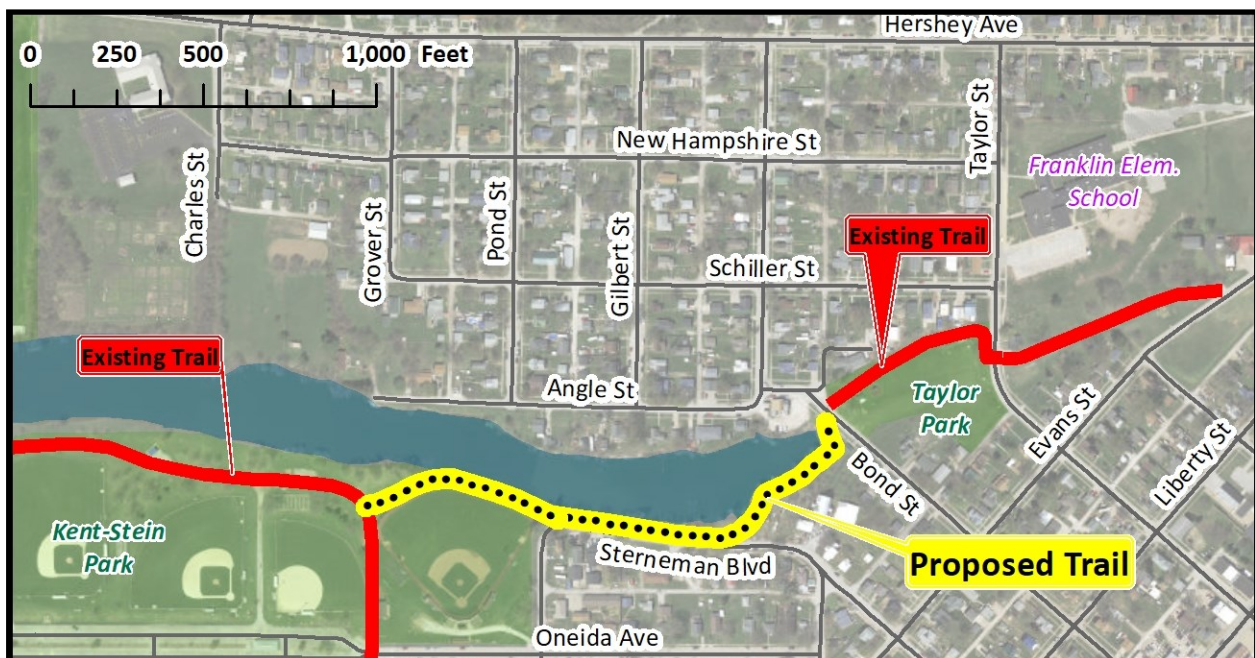 Hershey Ave
0 250 500 1,000 Feet
Taylor St
New Hampshire St
Charles St
Franklin Elem.
School
Grover St
Pond St
Gilbert St
Existing Trail
Schiller St
Existing Trail
Angle St
Taylor
Park
Evans St
Liberty St
Bond St
Kent-Stein
Park
Sterneman Blvd
Proposed Trail
Oneida Ave